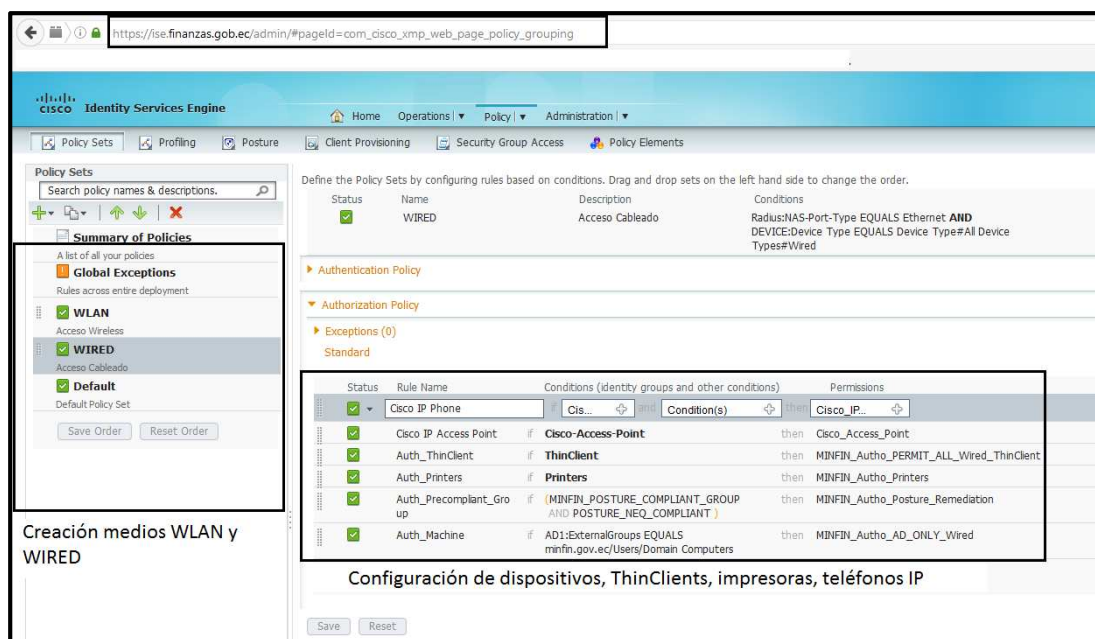 https://ise.finanzas.gob.ec/admin/#pageId=com_cisco_xmp_web_page_policy_grouping
cisco Identity Services Engine
Home Operations Policy Administration
Policy Sets Profiling Posture Client Provisioning Security Group Access Policy Elements
Policy Sets
Search policy names & descriptions.
Summary of Policies
A list of all your policies
Global Exceptions
Rules across entire deployment
WLAN
Acceso Wireless
WIRED
Acceso Cableado
Default
Default Policy Set
Save Order Reset Order
Creación medios WLAN y
WIRED
Define the Policy Sets by configuring rules based on conditions. Drag and drop sets on the left hand side to change the order.
Status Name Description Conditions
WIRED Acceso Cableado Radius:NAS-Port-Type EQUALS Ethernet AND
DEVICE:Device Type EQUALS Device Type#All Device
Types#Wired
Authentication Policy
Authorization Policy
Exceptions (0)
Standard
Status Rule Name Conditions (identity groups and other conditions) Permissions
Cisco IP Phone if Cis... and Condition(s) then Cisco_IP...
Cisco IP Access Point if Cisco-Access-Point then Cisco_Access_Point
Auth_ThinClient if ThinClient then MINFIN_Autho_PERMIT_ALL_Wired_ThinClient
Auth_Printers if Printers then MINFIN_Autho_Printers
Auth_Precompliant_Gro if (MINFIN_POSTURE_COMPLIANT_GROUP then MINFIN_Autho_Posture_Remediation
up AND POSTURE_NEQ_COMPLIANT )
Auth_Machine if AD1:ExternalGroups EQUALS then MINFIN_Autho_AD_ONLY_Wired
minfin.gov.ec/Users/Domain Computers
Configuración de dispositivos, ThinClients, impresoras, teléfonos IP
Save Reset